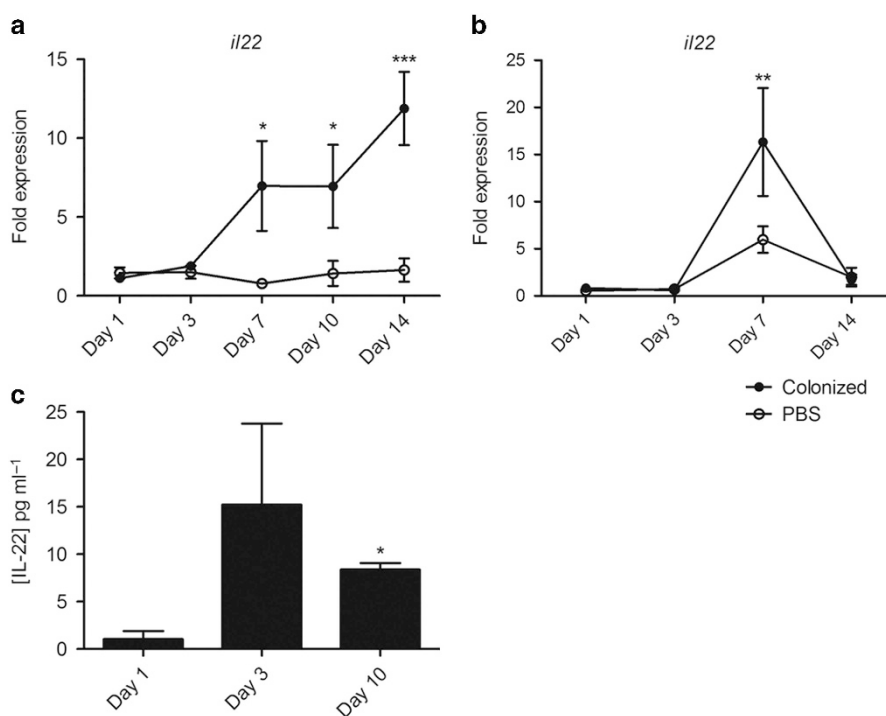 a
il22
Fold expression
15
10
5
0
*
*
***
Day 1
Day 3
Day 7
Day 10
Day 14
b
il22
Fold expression
25
20
15
10
5
0
**
Day 1
Day 3
Day 7
Day 14
Colonized
PBS
c
[IL-22] pg ml⁻¹
25
20
15
10
5
0
*
Day 1
Day 3
Day 10